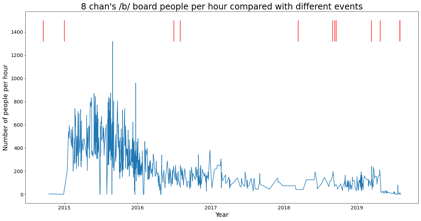 8 chan's /b/ board people per hour compared with different events
Number of people per hour
1400
1200
1000
800
600
400
200
0
2015 2016 2017 2018 2019
Year